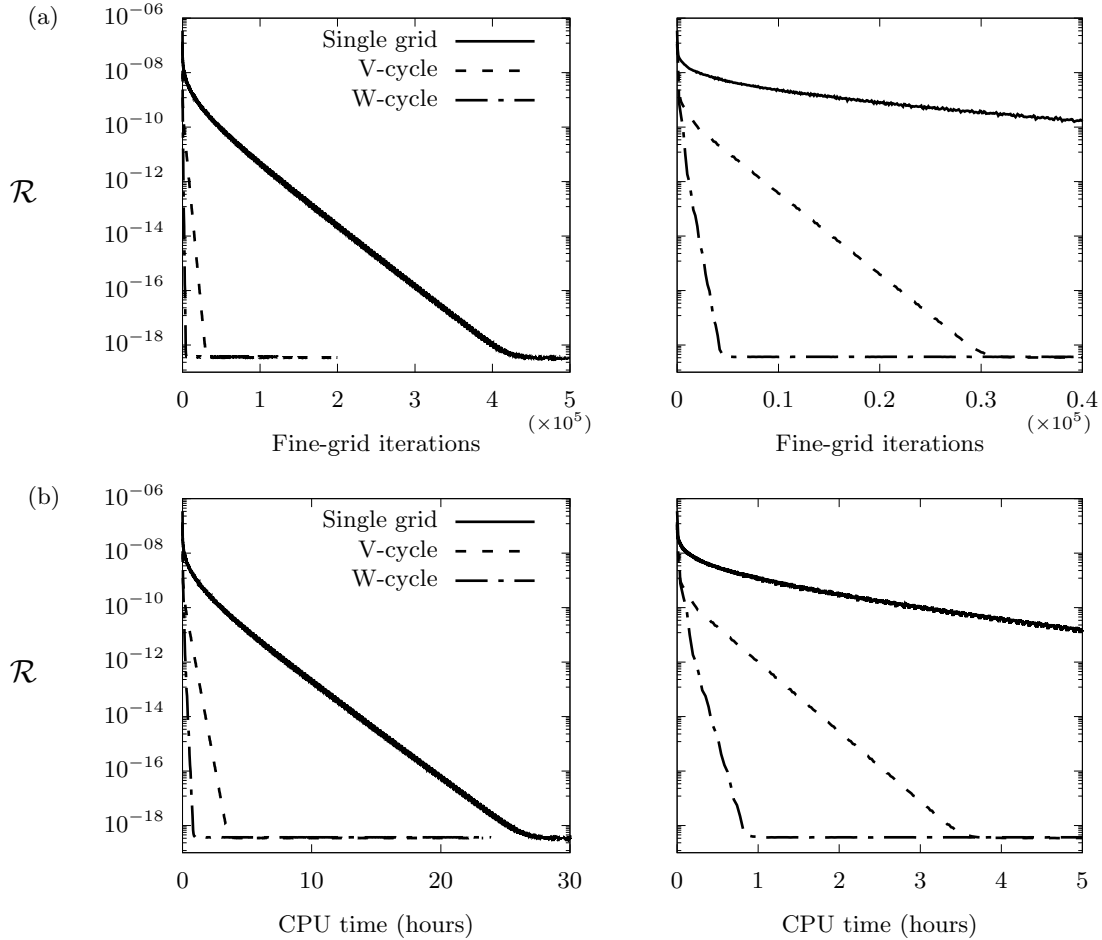 (a)
10^−06
10^−08
10^−10
10^−12
10^−14
10^−16
10^−18
R
Single grid
V-cycle
W-cycle
0 1 2 3 4 5
(×10^5)
Fine-grid iterations
0 0.1 0.2 0.3 0.4
(×10^5)
Fine-grid iterations
(b)
10^−06
10^−08
10^−10
10^−12
10^−14
10^−16
10^−18
R
Single grid
V-cycle
W-cycle
0 10 20 30
CPU time (hours)
0 1 2 3 4 5
CPU time (hours)